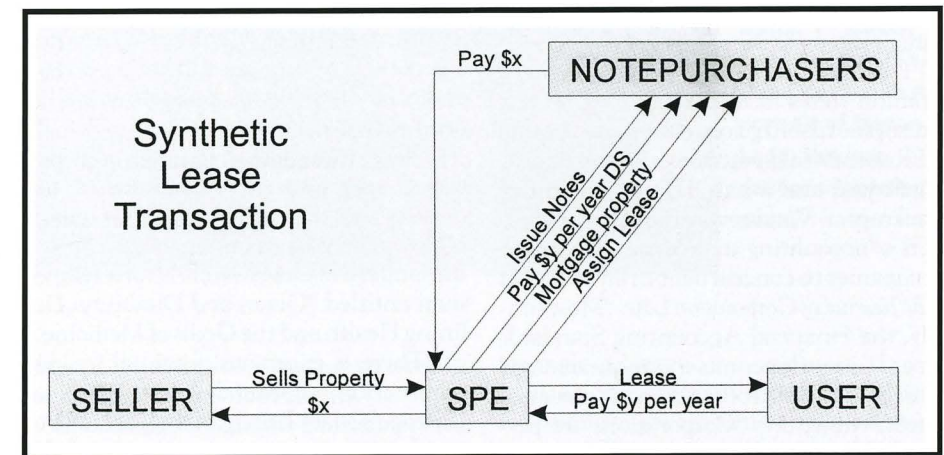 Pay $x
NOTEPURCHASERS
Synthetic
Lease
Transaction
Issue Notes
Pay $y per year DS
Mortgage property
Assign Lease
SELLER
Sells Property
$x
SPE
Lease
Pay $y per year
USER